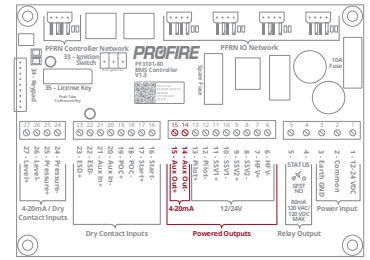 PFRN Controller Network
33 – Ignition
Switch
PROFIRE
PF3101-00
BMS Controller
V1.3
PFRN IO Network
10A
Fuse
Spare Fuse
34 – Keypad
35 – License Key
Push Tabs
To Remove Key
27 26 25 24
23 22 21 20 19 18 17 16
15 14 13 12 11 10 9 8 7 6
5 4 3 2 1
27 - Level+
26 - Level-
25 - Pressure+
24 - Pressure-
23 - ESD+
22 - ESD-
21 - Aux In+
20 - Aux In-
19 - POC+
18 - POC-
17 - Start+
16 - Start-
15 - Aux Out+
14 - Aux Out-
13 - Pilot+
12 - Pilot-
11 - SSV1+
10 - SSV1-
9 - SSV2+
8 - SSV2-
7 - HFV+
6 - HFV-
5 -
4 -
STATUS
SPST
NO
80mA
120 VAC/
120 VDC
MAX
3 - Earth GND
2 - Common
1 - 12-24 VDC
4-20mA / Dry
Contact Inputs
Dry Contact Inputs
4-20mA
12/24V
Powered Outputs
Relay Output
Power Input